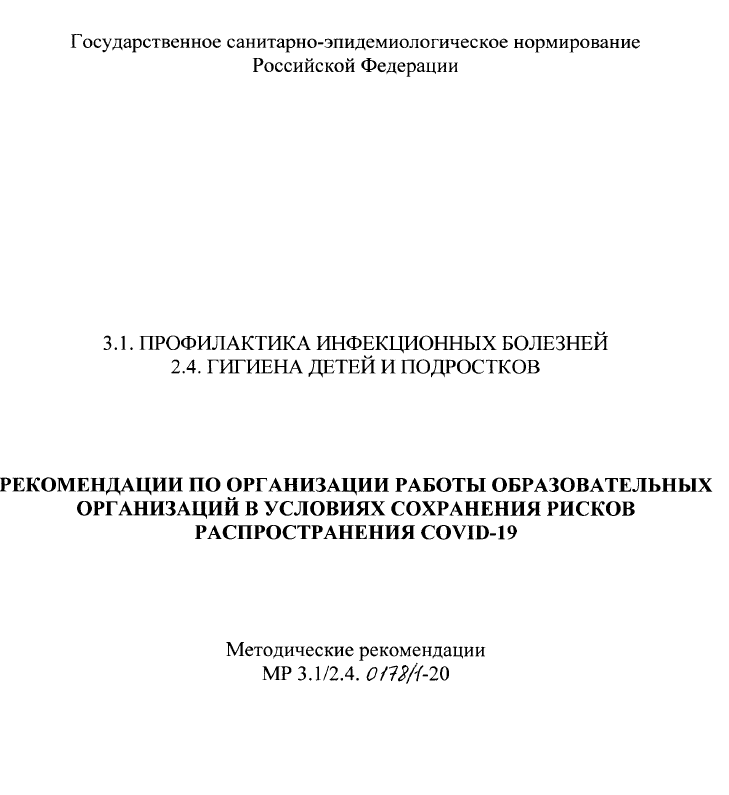 Государственное санитарно-эпидемиологическое нормирование
Российской Федерации
3.1. ПРОФИЛАКТИКА ИНФЕКЦИОННЫХ БОЛЕЗНЕЙ
2.4. ГИГИЕНА ДЕТЕЙ И ПОДРОСТКОВ
РЕКОМЕНДАЦИИ ПО ОРГАНИЗАЦИИ РАБОТЫ ОБРАЗОВАТЕЛЬНЫХ
ОРГАНИЗАЦИЙ В УСЛОВИЯХ СОХРАНЕНИЯ РИСКОВ
РАСПРОСТРАНЕНИЯ COVID-19
Методические рекомендации
МР 3.1/2.4. 0178/1-20